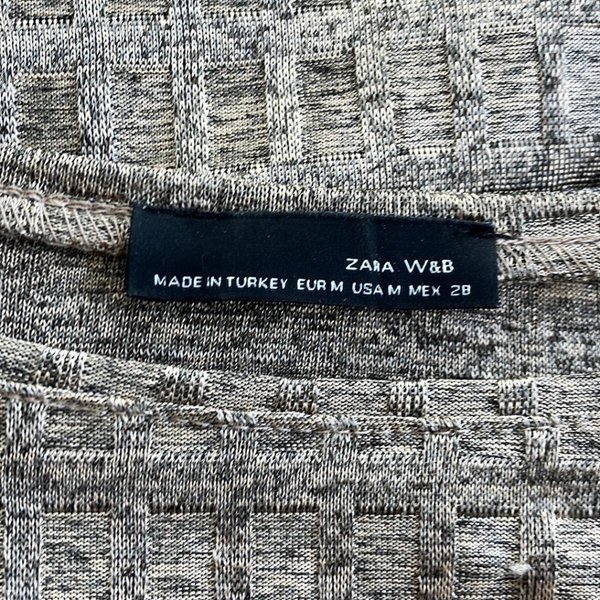 ZARA W&B
MADE IN TURKEY EUR M USA M MEX 28